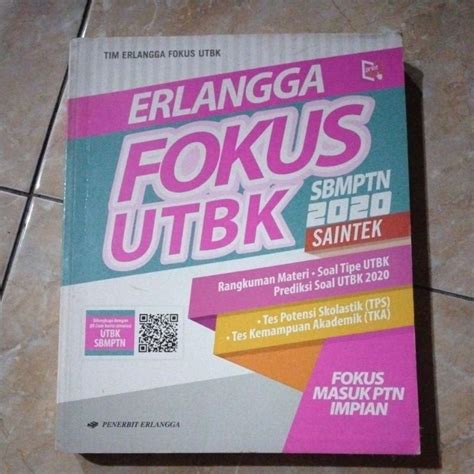 TIM ERLANGGA FOKUS UTBK
ERLANGGA
FOKUS
UTBK
SBMPTN
2020
SAINTEK
Rangkuman Materi • Soal Tipe UTBK
Prediksi Soal UTBK 2020
• Tes Potensi Skolastik (TPS)
• Tes Kemampuan Akademik (TKA)
UTBK
SBMPTN
FOKUS
MASUK PTN
IMPIAN
PENERBIT ERLANGGA